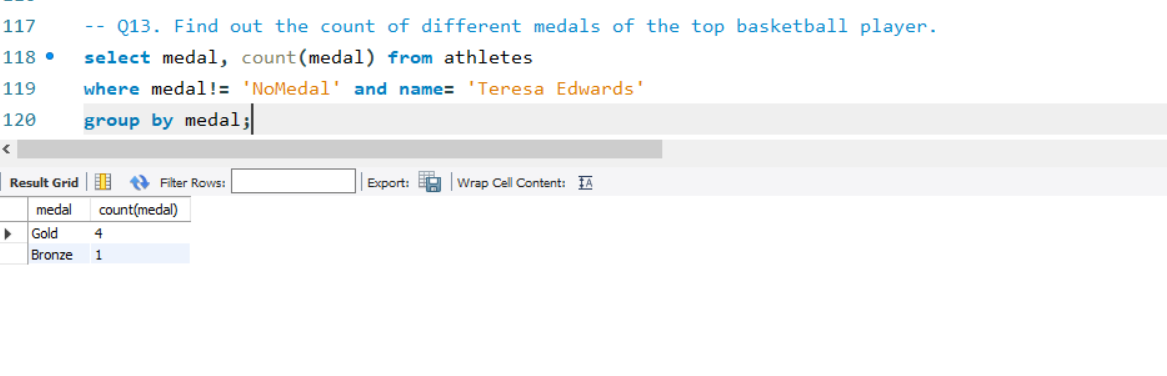 117 -- Q13. Find out the count of different medals of the top basketball player.
118 select medal, count(medal) from athletes
119 where medal!= 'NoMedal' and name= 'Teresa Edwards'
120 group by medal;
Result Grid Filter Rows: Export: Wrap Cell Content: IA
medal count(medal)
Gold 4
Bronze 1